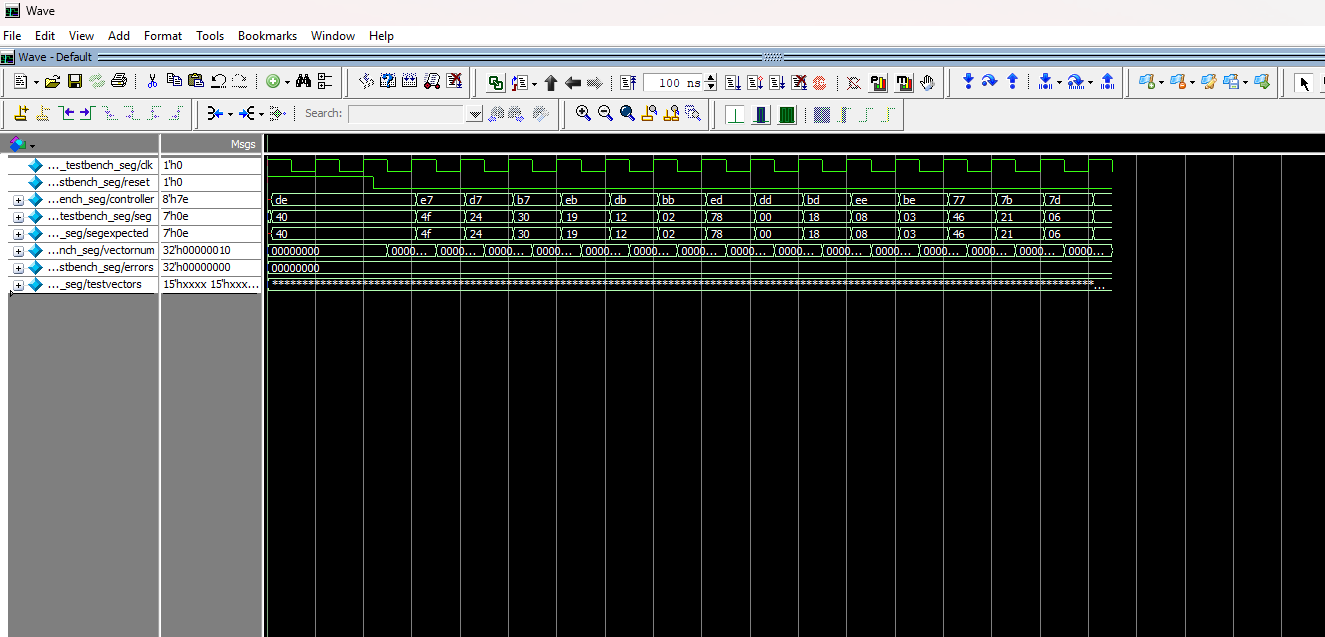 Wave
File Edit View Add Format Tools Bookmarks Window Help
Wave - Default
100 ns
Search:
Msgs
..._testbench_seg/clk 1'h0
...stbench_seg/reset 1'h0
...ench_seg/controller 8'h7e de e7 d7 b7 eb db bb ed dd bd ee be 77 7b 7d
...testbench_seg/seg 7'h0e 40 4f 24 30 19 12 02 78 00 18 08 03 46 21 06
..._seg/segexpected 7'h0e 40 4f 24 30 19 12 02 78 00 18 08 03 46 21 06
...nch_seg/vectornum 32'h00000010 00000000 0000... 0000... 0000... 0000... 0000... 0000... 0000... 0000... 0000... 0000... 0000... 0000... 0000... 0000... 0000...
...stbench_seg/errors 32'h00000000 00000000
..._seg/testvectors 15'hxxxx 15'hxxx...